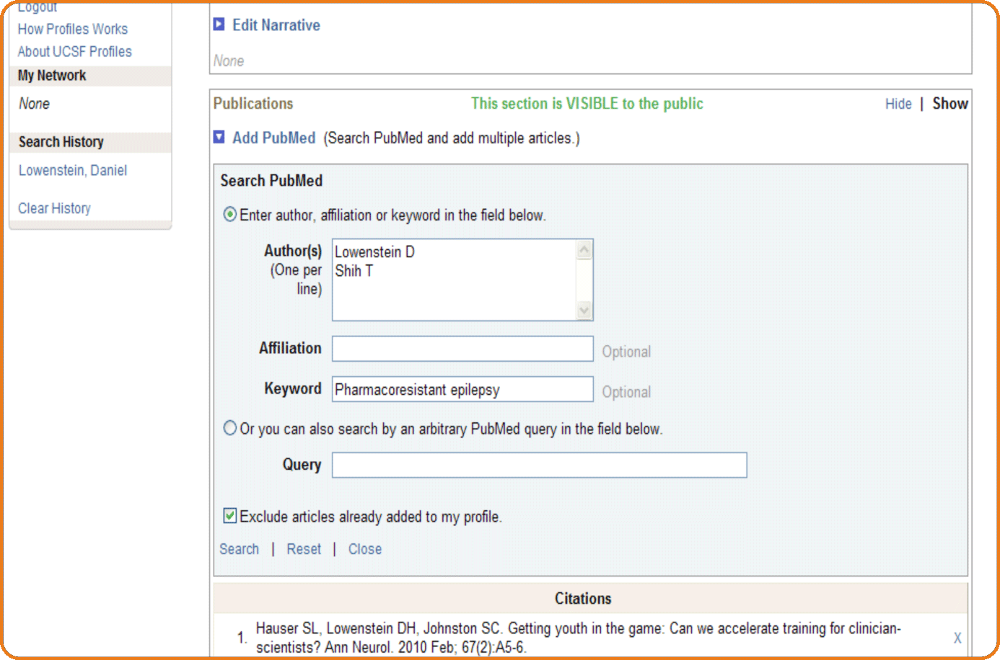 Logout
How Profiles Works
About UCSF Profiles
My Network
None
Search History
Lowenstein, Daniel
Clear History
Edit Narrative
None
Publications This section is VISIBLE to the public Hide | Show
Add PubMed (Search PubMed and add multiple articles.)
Search PubMed
Enter author, affiliation or keyword in the field below.
Author(s)
(One per
line)
Lowenstein D
Shih T
Affiliation Optional
Keyword Pharmacoresistant epilepsy Optional
Or you can also search by an arbitrary PubMed query in the field below.
Query
Exclude articles already added to my profile.
Search | Reset | Close
Citations
1. Hauser SL, Lowenstein DH, Johnston SC. Getting youth in the game: Can we accelerate training for clinician-
scientists? Ann Neurol. 2010 Feb; 67(2):A5-6.
X